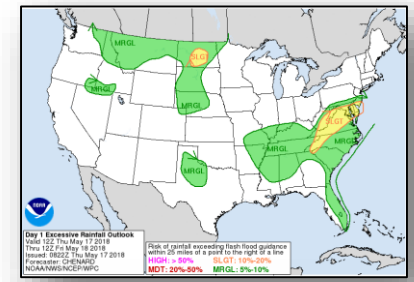 MRGL
SLGT
MRGL
MRGL
SLGT
MRGL
MRGL
MRGL
noaa
Day 1 Excessive Rainfall Outlook
Valid 12Z Thu May 17 2018
Thru 12Z Fri May 18 2018
Issued: 0822Z Thu May 17 2018
Forecaster: CHENARD
NOAA/NWS/NCEP/WPC
Risk of rainfall exceeding flash flood guidance
within 25 miles of a point to the right of a line
HIGH: > 50% SLGT: 10%-20%
MDT: 20%-50% MRGL: 5%-10%